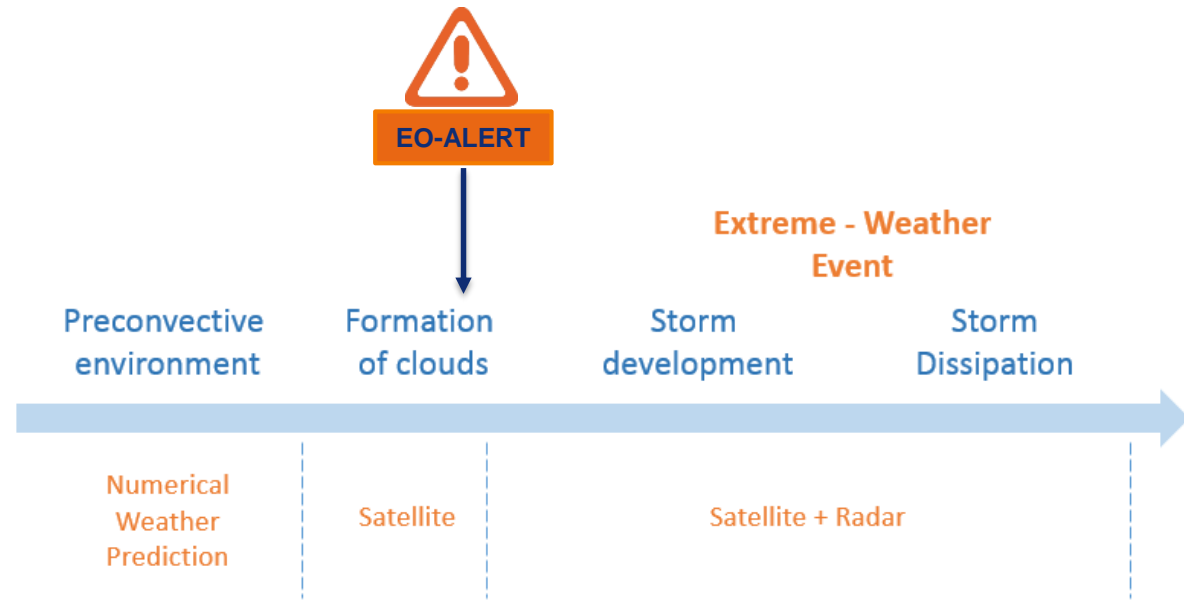 EO-ALERT
Extreme - Weather
Event
Preconvective
environment
Formation
of clouds
Storm
development
Storm
Dissipation
Numerical
Weather
Prediction
Satellite
Satellite + Radar